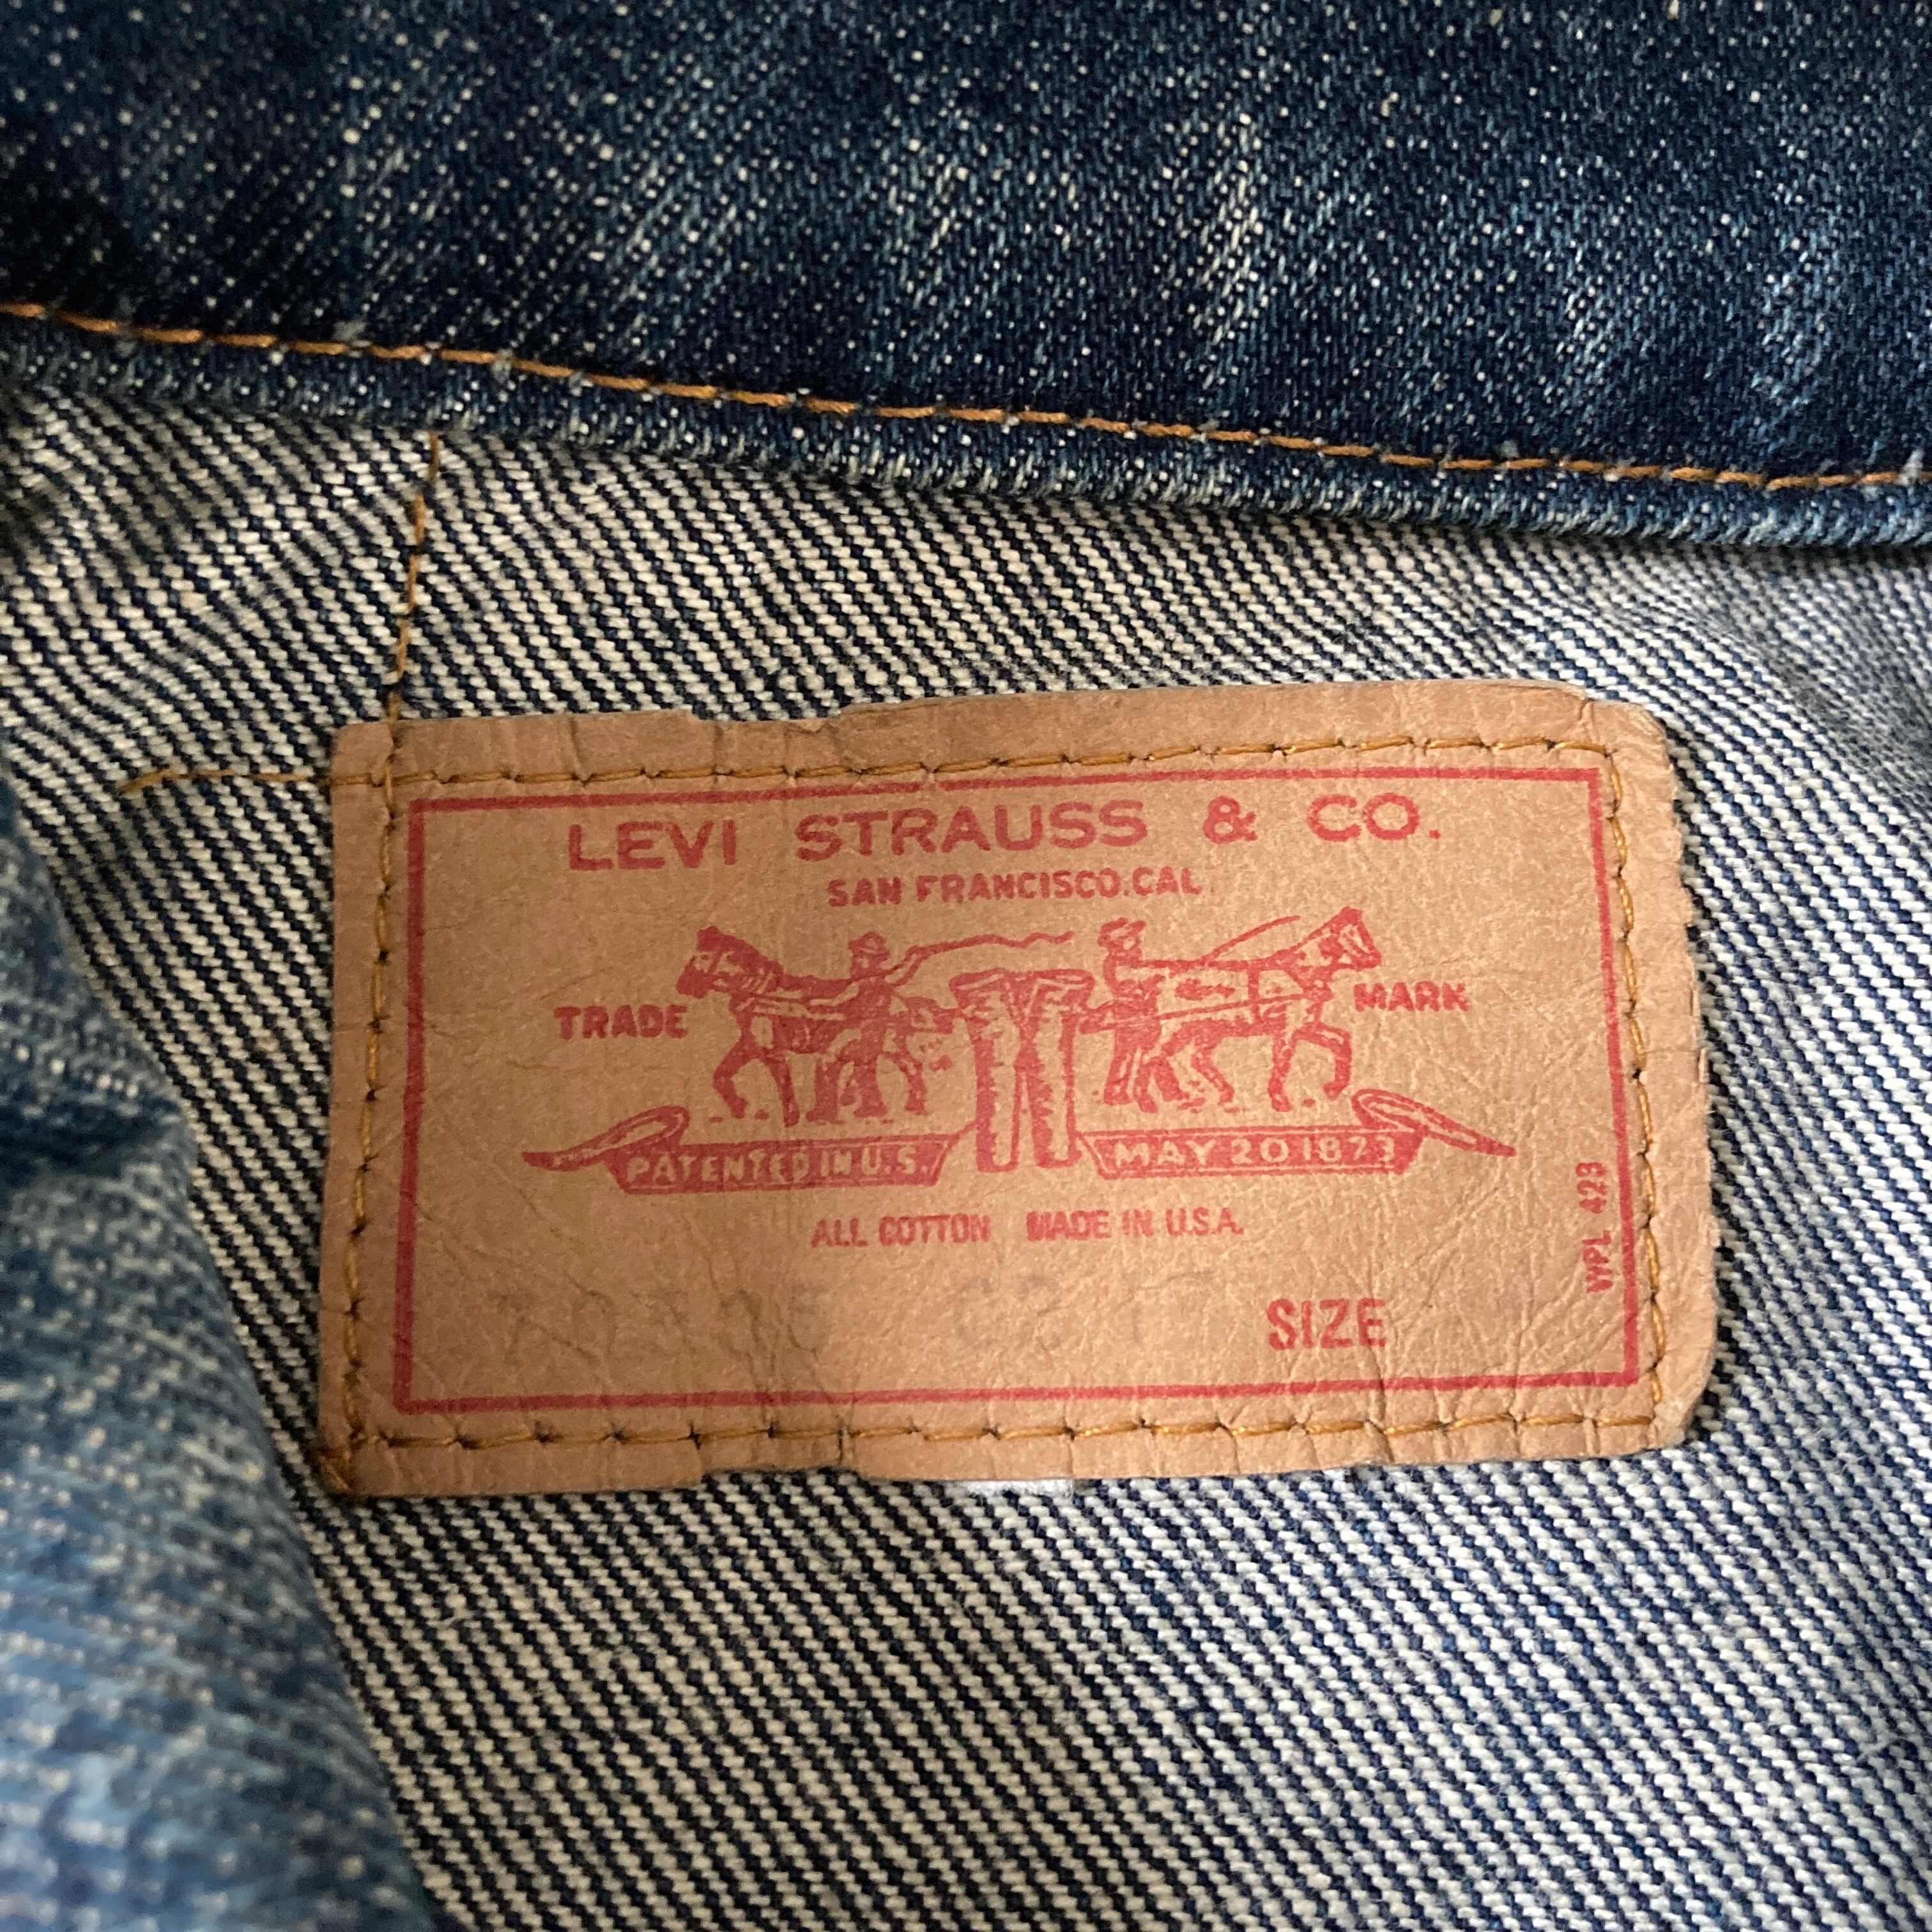 LEVI STRAUSS & CO.
SAN FRANCISCO.CAL.
TRADE MARK
PATENTED IN U.S. MAY 20 1873
ALL COTTON MADE IN U.S.A.
WPL 423
SIZE